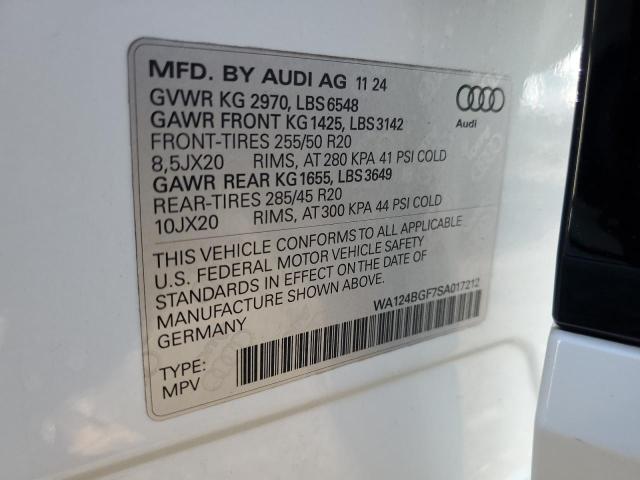 MFD. BY AUDI AG 11 24
GVWR KG 2970, LBS 6548
GAWR FRONT KG 1425, LBS 3142
FRONT-TIRES 255/50 R20
8,5JX20 RIMS, AT 280 KPA 41 PSI COLD
GAWR REAR KG 1655, LBS 3649
REAR-TIRES 285/45 R20
10JX20 RIMS, AT 300 KPA 44 PSI COLD
Audi
THIS VEHICLE CONFORMS TO ALL APPLICABLE
U.S. FEDERAL MOTOR VEHICLE SAFETY
STANDARDS IN EFFECT ON THE DATE OF
MANUFACTURE SHOWN ABOVE.
GERMANY
WA124BGF7SA017212
TYPE:
MPV